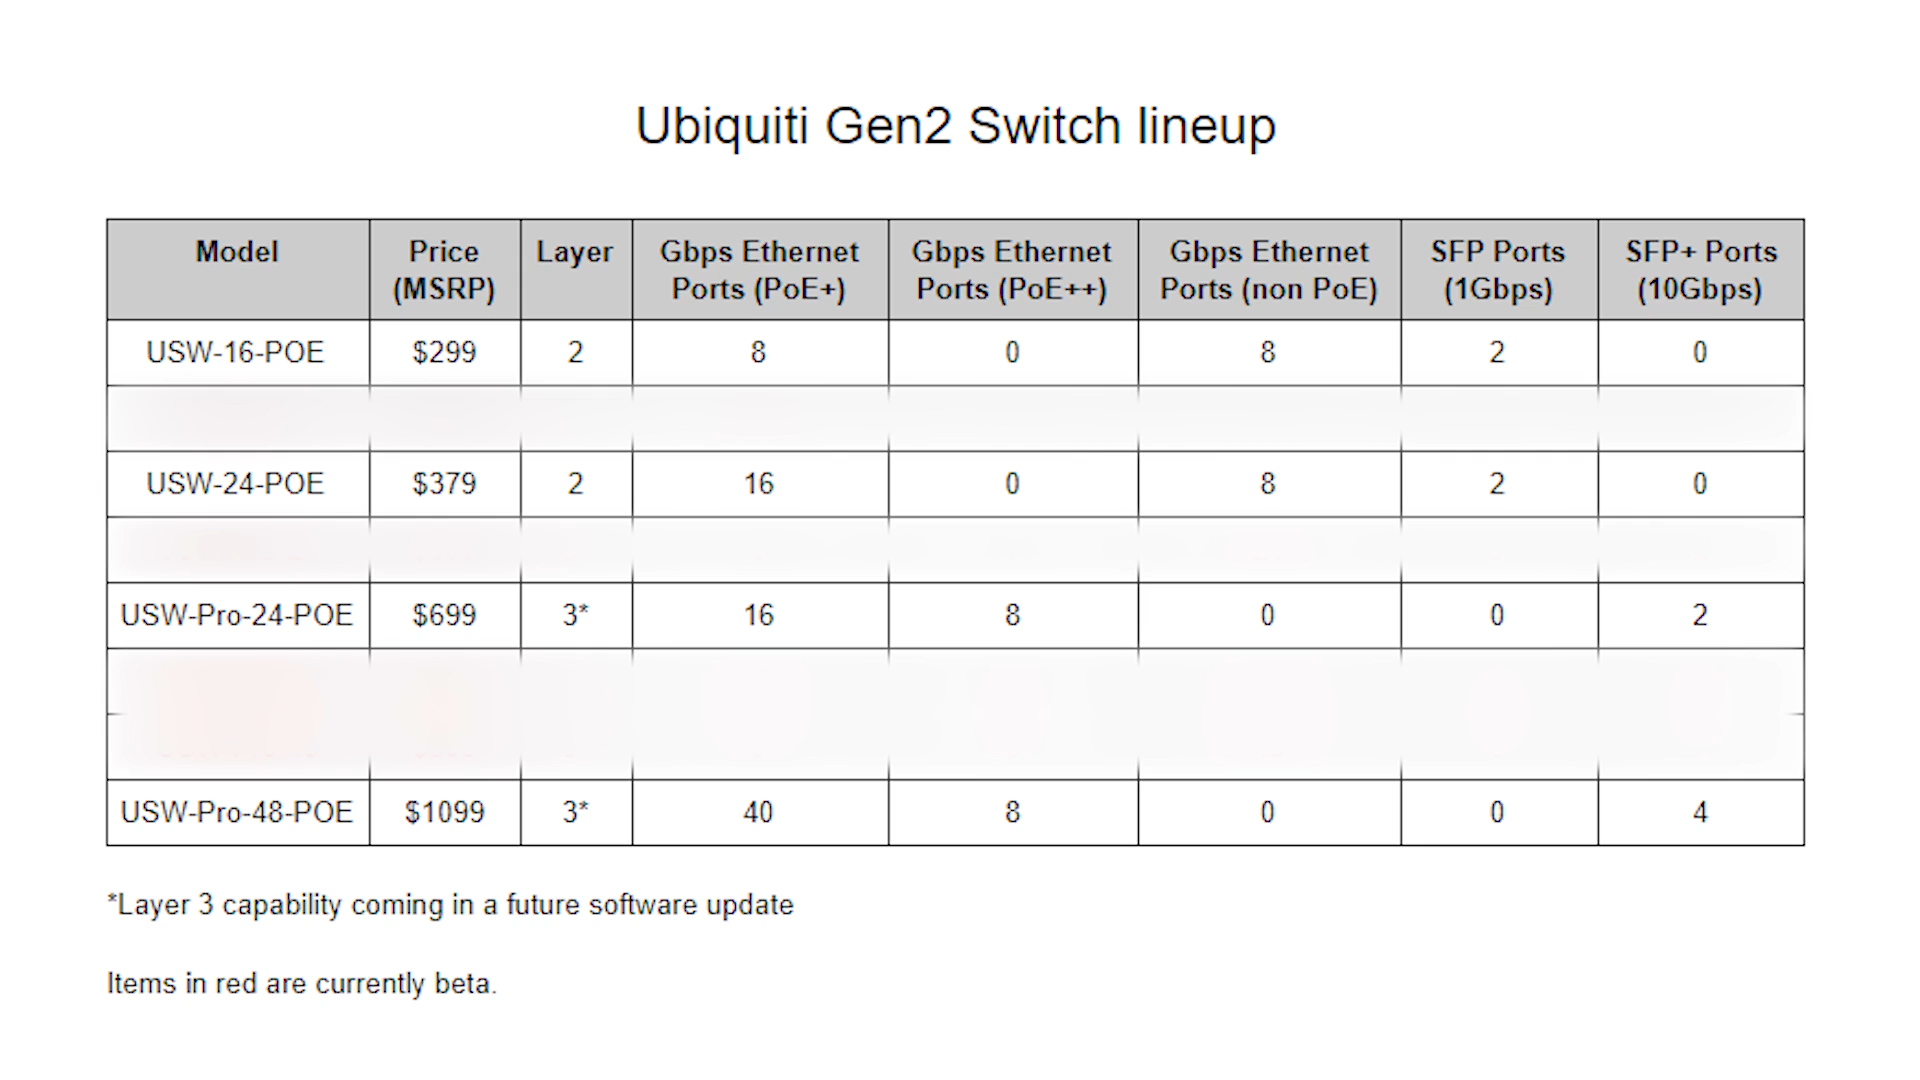 Ubiquiti Gen2 Switch lineup
Model Price (MSRP) Layer Gbps Ethernet Ports (PoE+) Gbps Ethernet Ports (PoE++) Gbps Ethernet Ports (non PoE) SFP Ports (1Gbps) SFP+ Ports (10Gbps)
USW-16-POE $299 2 8 0 8 2 0
USW-24-POE $379 2 16 0 8 2 0
USW-Pro-24-POE $699 3* 16 8 0 0 2
USW-Pro-48-POE $1099 3* 40 8 0 0 4
*Layer 3 capability coming in a future software update
Items in red are currently beta.